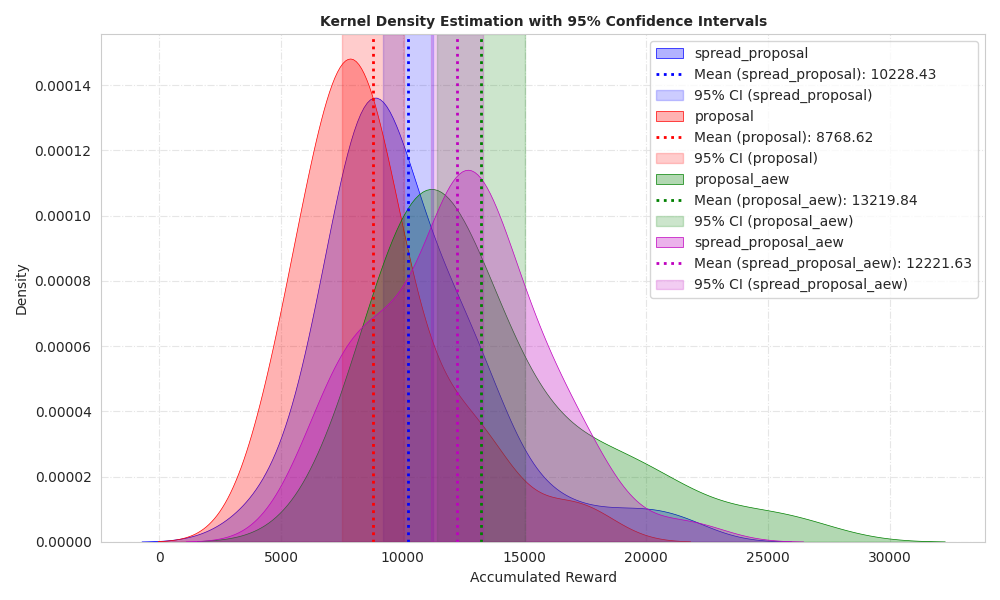 Kernel Density Estimation with 95% Confidence Intervals
spread_proposal
Mean (spread_proposal): 10228.43
95% CI (spread_proposal)
proposal
Mean (proposal): 8768.62
95% CI (proposal)
proposal_aew
Mean (proposal_aew): 13219.84
95% CI (proposal_aew)
spread_proposal_aew
Mean (spread_proposal_aew): 12221.63
95% CI (spread_proposal_aew)
Density
0.00014
0.00012
0.00010
0.00008
0.00006
0.00004
0.00002
0.00000
0 5000 10000 15000 20000 25000 30000
Accumulated Reward